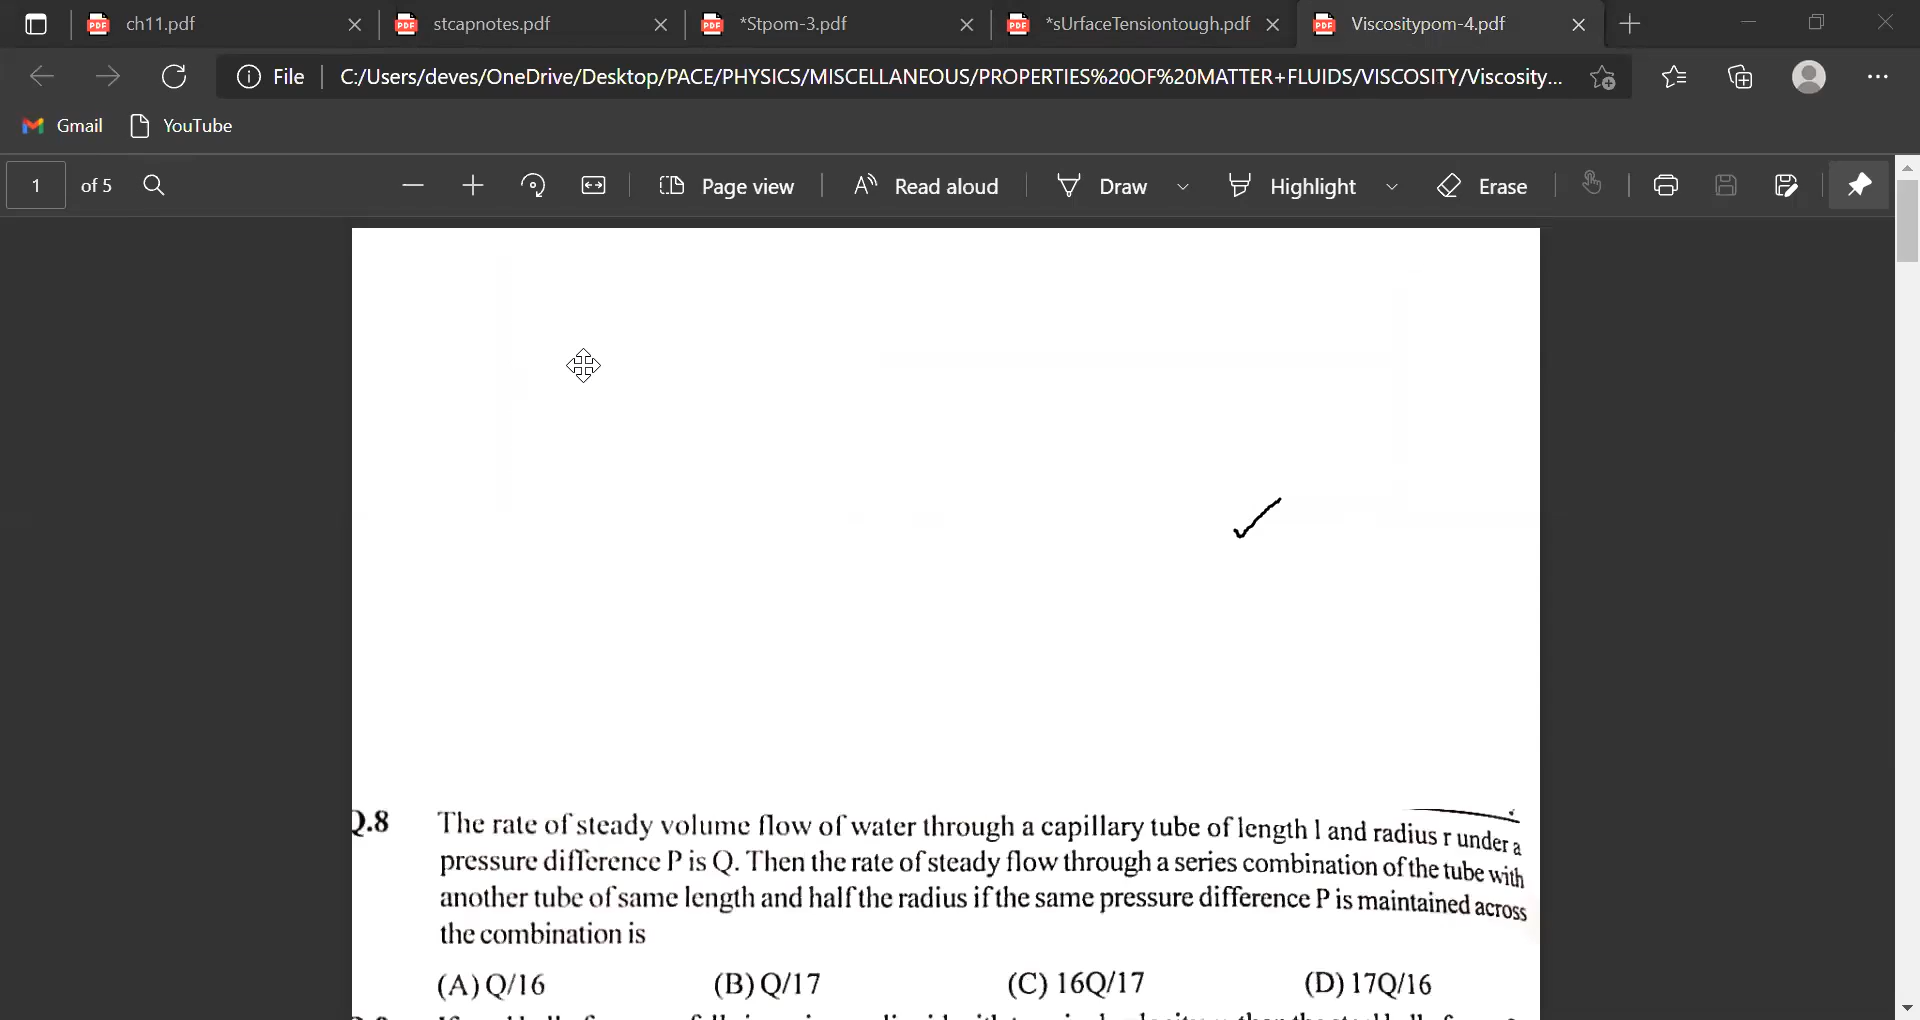 ch11.pdf
stcapnotes.pdf
*Stpom-3.pdf
*sUrfaceTensiontough.pdf
Viscositypom-4.pdf
File
C:/Users/deves/OneDrive/Desktop/PACE/PHYSICS/MISCELLANEOUS/PROPERTIES%20OF%20MATTER+FLUIDS/VISCOSITY/Viscosity...
Gmail
YouTube
1 of 5
Page view
Read aloud
Draw
Highlight
Erase
Q.8 The rate of steady volume flow of water through a capillary tube of length l and radius r under a
pressure difference P is Q. Then the rate of steady flow through a series combination of the tube with
another tube of same length and half the radius if the same pressure difference P is maintained across
the combination is
(A) Q/16 (B) Q/17 (C) 16Q/17 (D) 17Q/16